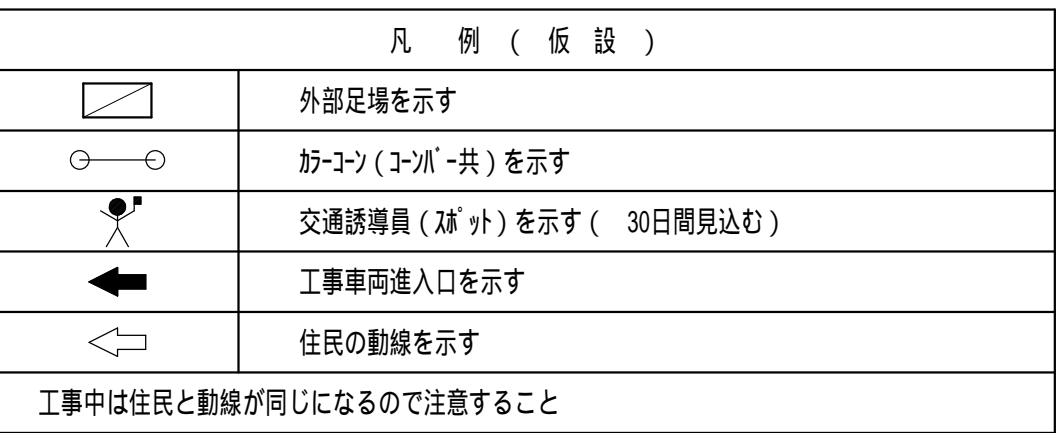 凡　例（仮設）
外部足場を示す
ｶﾗｰｺｰﾝ（ｺｰﾝﾊﾞｰ共）を示す
交通誘導員（ｽﾎﾟｯﾄ）を示す（　30日間見込む）
工事車両進入口を示す
住民の動線を示す
工事中は住民と動線が同じになるので注意すること